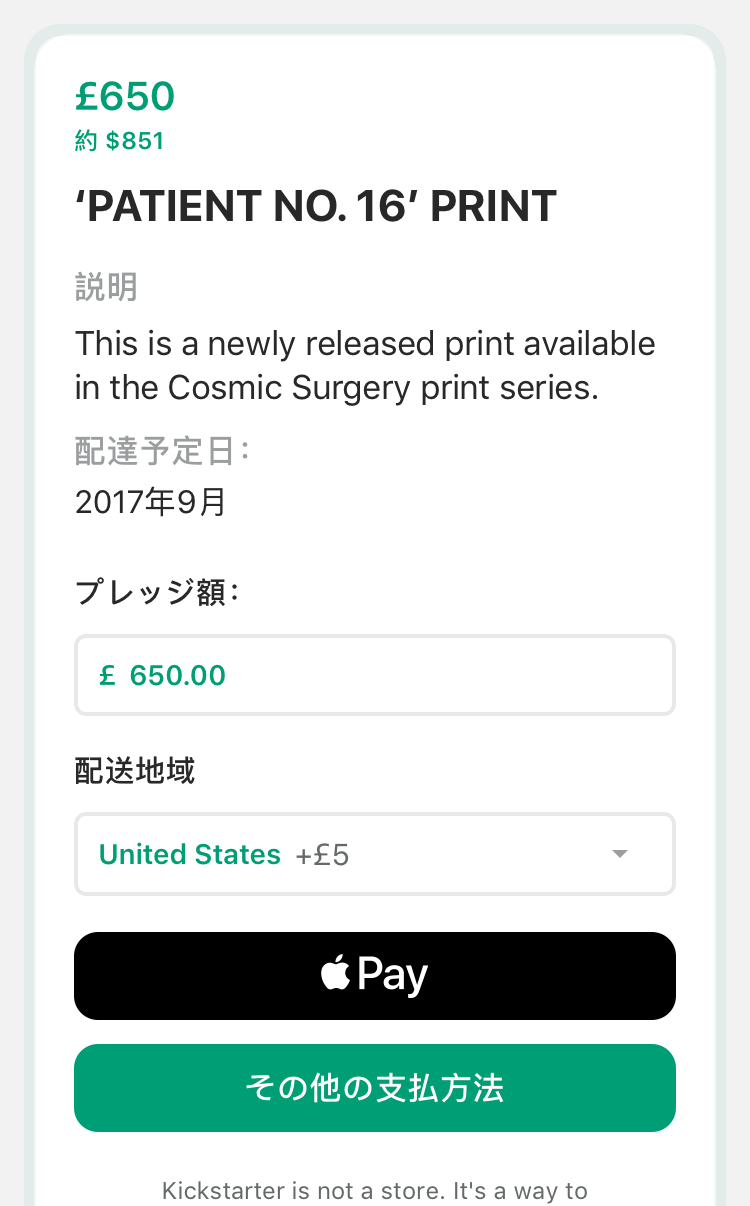 £650
約 $851
‘PATIENT NO. 16’ PRINT
説明
This is a newly released print available
in the Cosmic Surgery print series.
配達予定日：
2017年9月
プレッジ額：
£ 650.00
配送地域
United States +£5
Pay
その他の支払方法
Kickstarter is not a store. It's a way to